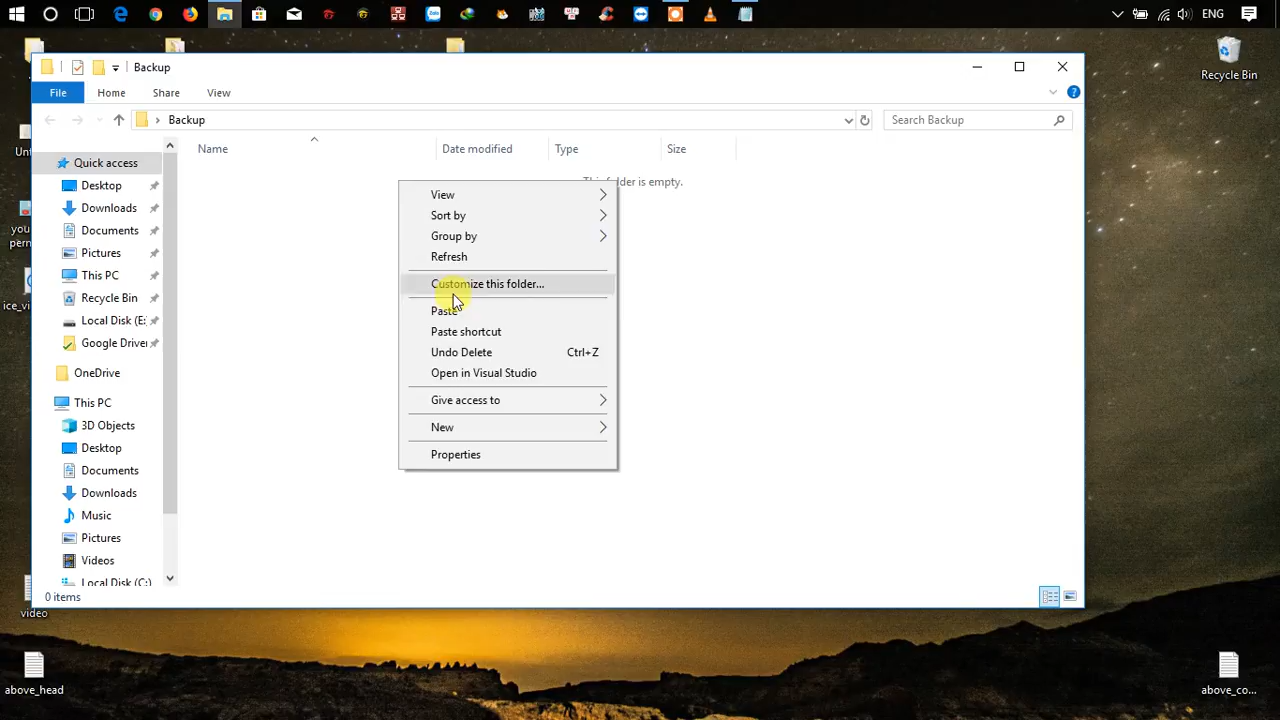 ENG
Recycle Bin
Backup
File
Home
Share
View
Backup
Search Backup
Name
Date modified
Type
Size
Quick access
Desktop
Downloads
Documents
Pictures
This PC
Recycle Bin
Local Disk (E:
Google Drive
OneDrive
This PC
3D Objects
Desktop
Documents
Downloads
Music
Pictures
Videos
Local Disk (C:)
0 items
View
Sort by
Group by
Refresh
Customize this folder...
Paste
Paste shortcut
Undo Delete Ctrl+Z
Open in Visual Studio
Give access to
New
Properties
video
above_head
above_co...